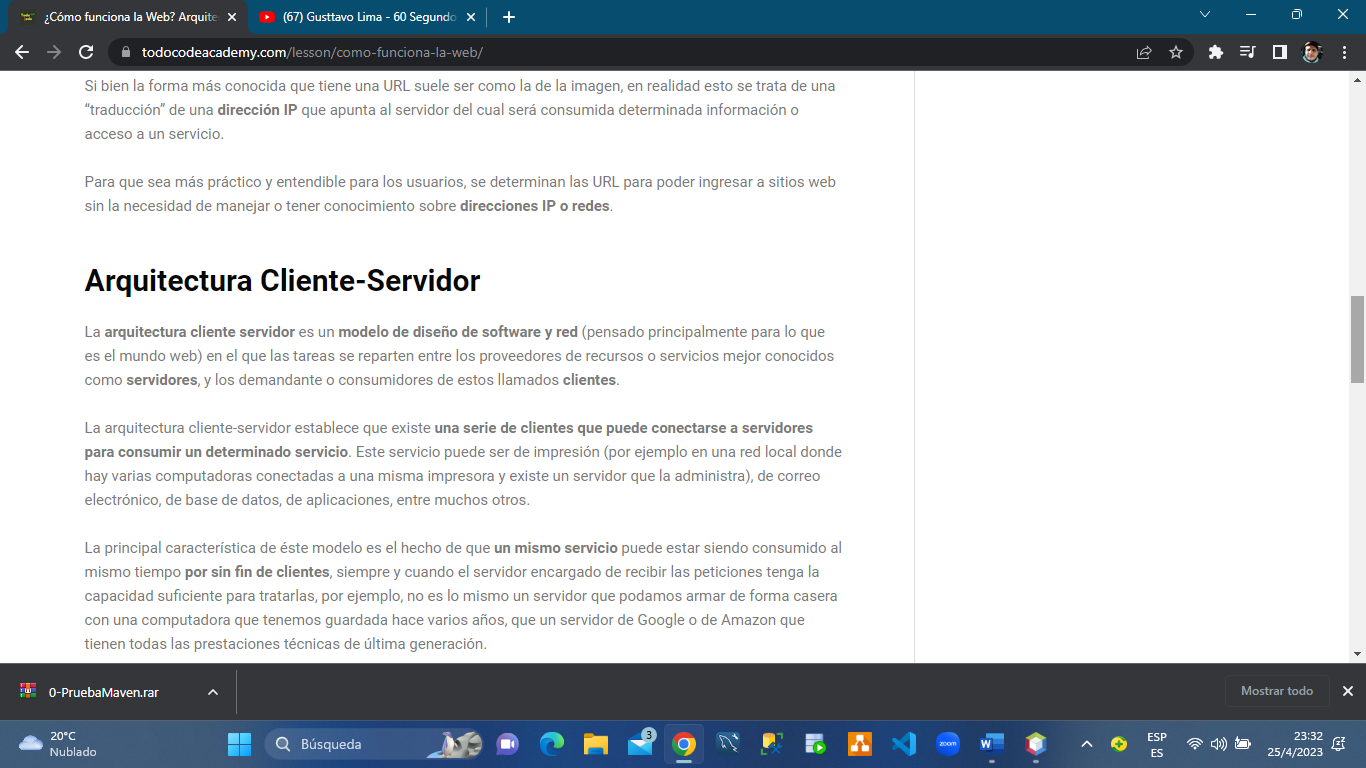 ¿Cómo funciona la Web? Arquite
(67) Gusttavo Lima - 60 Segundo
todocodeacademy.com/lesson/como-funciona-la-web/
Si bien la forma más conocida que tiene una URL suele ser como la de la imagen, en realidad esto se trata de una
“traducción” de una dirección IP que apunta al servidor del cual será consumida determinada información o
acceso a un servicio.
Para que sea más práctico y entendible para los usuarios, se determinan las URL para poder ingresar a sitios web
sin la necesidad de manejar o tener conocimiento sobre direcciones IP o redes.
Arquitectura Cliente-Servidor
La arquitectura cliente servidor es un modelo de diseño de software y red (pensado principalmente para lo que
es el mundo web) en el que las tareas se reparten entre los proveedores de recursos o servicios mejor conocidos
como servidores, y los demandante o consumidores de estos llamados clientes.
La arquitectura cliente-servidor establece que existe una serie de clientes que puede conectarse a servidores
para consumir un determinado servicio. Este servicio puede ser de impresión (por ejemplo en una red local donde
hay varias computadoras conectadas a una misma impresora y existe un servidor que la administra), de correo
electrónico, de base de datos, de aplicaciones, entre muchos otros.
La principal característica de éste modelo es el hecho de que un mismo servicio puede estar siendo consumido al
mismo tiempo por sin fin de clientes, siempre y cuando el servidor encargado de recibir las peticiones tenga la
capacidad suficiente para tratarlas, por ejemplo, no es lo mismo un servidor que podamos armar de forma casera
con una computadora que tenemos guardada hace varios años, que un servidor de Google o de Amazon que
tienen todas las prestaciones técnicas de última generación.
0-PruebaMaven.rar
Mostrar todo
20°C
Nublado
Búsqueda
3
zoom
ESP
ES
23:32
25/4/2023